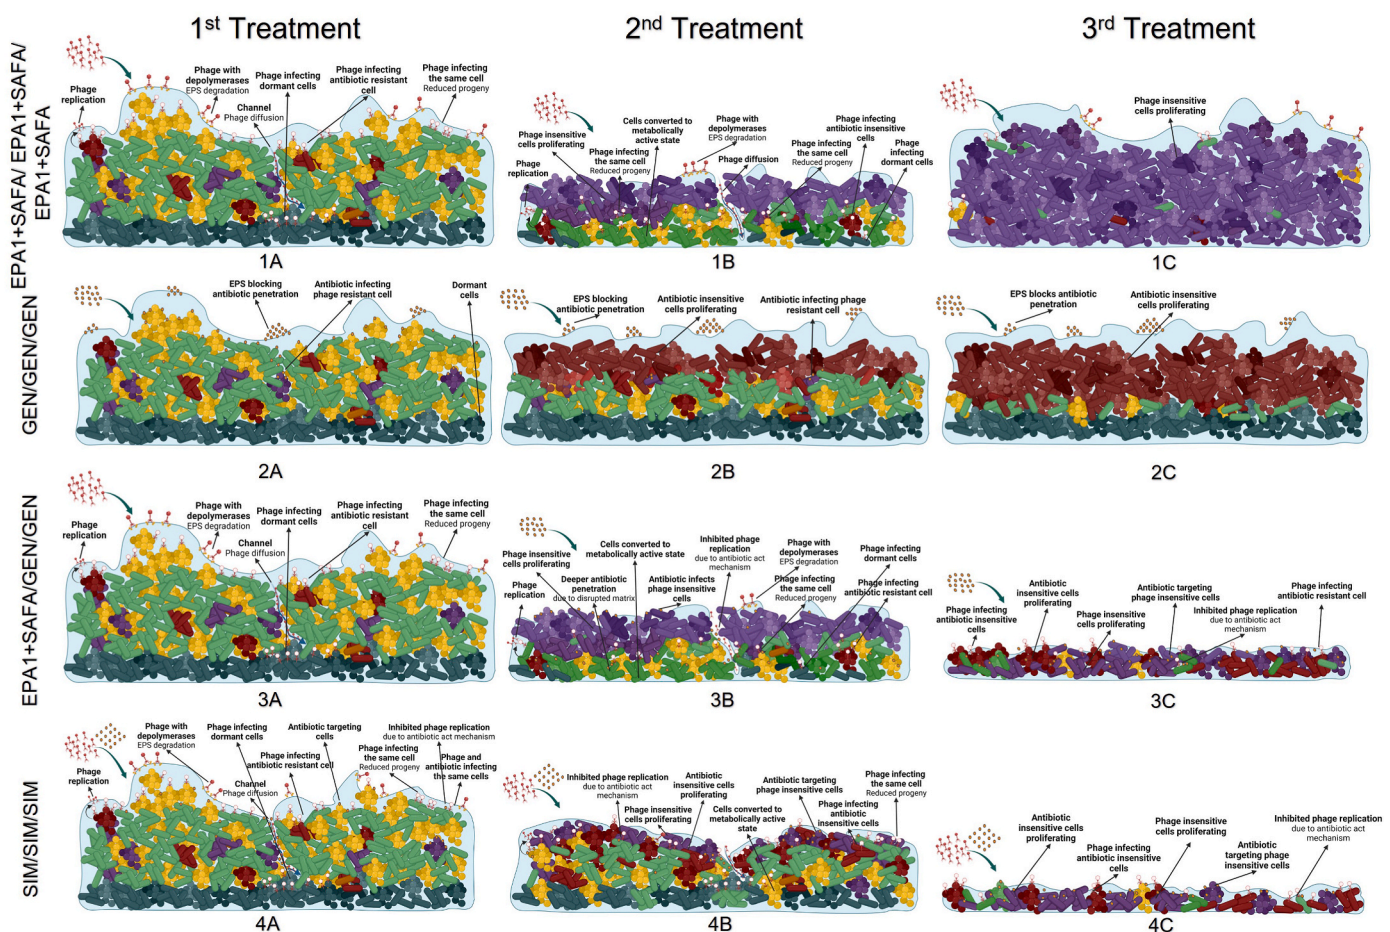 1st Treatment
2nd Treatment
3rd Treatment
EPA1+SAFA/ EPA1+SAFA/
EPA1+SAFA
Phage
replication
Phage with
depolymerases
EPS degradation
Phage infecting
dormant cells
Channel
Phage diffusion
Phage infecting
antibiotic resistant
cell
Phage infecting
the same cell
Reduced progeny
1A
Phage insensitive
cells proliferating
Phage
replication
Phage infecting
the same cell
Reduced progeny
Cells converted to
metabolically active
state
Phage with
depolymerases
EPS degradation
Phage diffusion
Phage infecting
the same cell
Reduced progeny
Phage infecting
antibiotic insensitive
cells
Phage
infecting
dormant cells
1B
Phage insensitive
cells proliferating
1C
GEN/GEN/GEN
EPS blocking
antibiotic penetration
Antibiotic infecting
phage resistant cell
Dormant
cells
2A
EPS blocking
antibiotic penetration
Antibiotic insensitive
cells proliferating
Antibiotic infecting phage
resistant cell
2B
EPS blocks antibiotic
penetration
Antibiotic insensitive
cells proliferating
2C
EPA1+SAFA/GEN/GEN
Phage
replication
Phage with
depolymerases
EPS degradation
Phage infecting
dormant cells
Channel
Phage diffusion
Phage infecting
antibiotic resistant
cell
Phage infecting
the same cell
Reduced progeny
3A
Phage insensitive
cells proliferating
Phage
replication
Deeper antibiotic
penetration
due to disrupted matrix
Cells converted to
metabolically active state
Antibiotic infects
phage insensitive
cells
Inhibited phage
replication
due to antibiotic act
mechanism
Phage with
depolymerases
EPS degradation
Phage infecting
the same cell
Reduced progeny
Phage infecting
dormant cells
Phage infecting
antibiotic resistant cell
3B
Phage infecting
antibiotic insensitive
cells
Antibiotic
insensitive cells
proliferating
Phage insensitive
cells proliferating
Antibiotic targeting
phage insensitive cells
Inhibited phage replication
due to antibiotic act
mechanism
Phage infecting
antibiotic resistant cell
3C
SIM/SIM/SIM
Phage
replication
Phage with
depolymerases
EPS degradation
Phage infecting
dormant cells
Channel
Phage diffusion
Phage infecting
antibiotic resistant cell
Antibiotic targeting
cells
Phage infecting
the same cell
Reduced progeny
Inhibited phage replication
due to antibiotic act mechanism
Phage and
antibiotic infecting
the same cells
4A
Inhibited phage replication
due to antibiotic act
mechanism
Phage insensitive
cells proliferating
Antibiotic
insensitive cells
proliferating
Cells converted to
metabolically active
state
Antibiotic targeting
phage insensitive cells
Phage infecting
antibiotic
insensitive cells
Phage infecting
the same cell
Reduced progeny
4B
Antibiotic
insensitive cells
proliferating
Phage infecting
antibiotic insensitive
cells
Phage insensitive
cells proliferating
Antibiotic
targeting phage
insensitive cells
Inhibited phage replication
due to antibiotic act
mechanism
4C